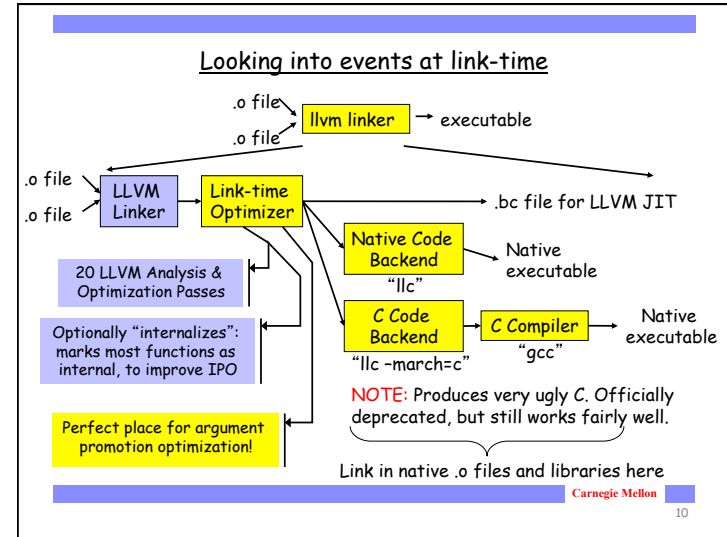 Looking into events at link-time
.o file
.o file
llvm linker
executable
.o file
.o file
LLVM
Linker
Link-time
Optimizer
.bc file for LLVM JIT
Native Code
Backend
"llc"
Native
executable
20 LLVM Analysis &
Optimization Passes
C Code
Backend
"llc –march=c"
C Compiler
"gcc"
Native
executable
Optionally "internalizes":
marks most functions as
internal, to improve IPO
NOTE: Produces very ugly C. Officially
deprecated, but still works fairly well.
Perfect place for argument
promotion optimization!
Link in native .o files and libraries here
Carnegie Mellon
10